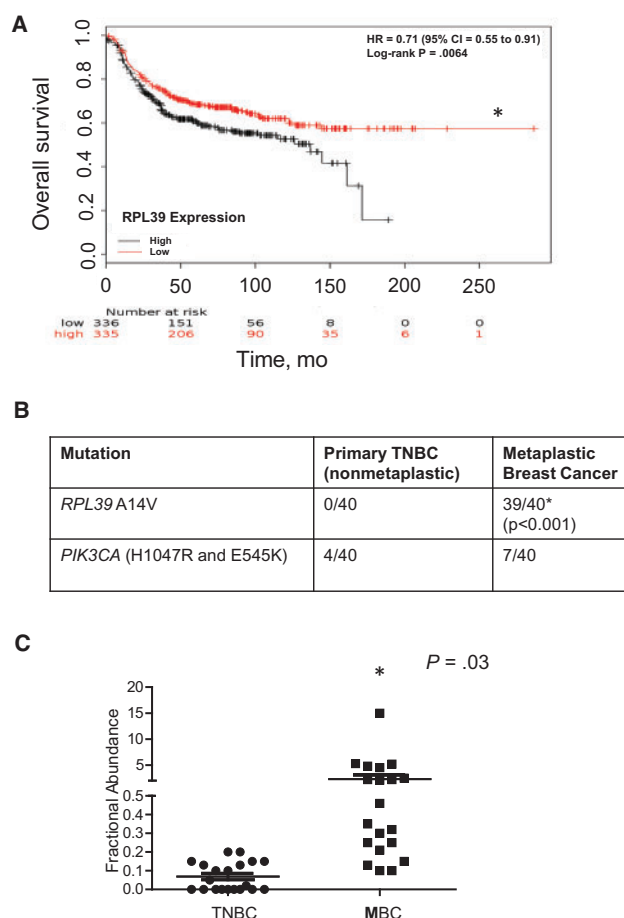 A
HR = 0.71 (95% CI = 0.55 to 0.91)
Log-rank P = .0064
*
Overall survival
1.0
0.8
0.6
0.4
0.2
0.0
RPL39 Expression
High
Low
0 50 100 150 200 250
Number at risk
low 336 151 56 8 0 0
high 335 206 90 35 6 1
Time, mo
B
Mutation Primary TNBC (nonmetaplastic) Metaplastic Breast Cancer
RPL39 A14V 0/40 39/40* (p<0.001)
PIK3CA (H1047R and E545K) 4/40 7/40
C
* P = .03
Fractional Abundance
20
15
10
5
0.5
0.4
0.3
0.2
0.1
0.0
TNBC MBC